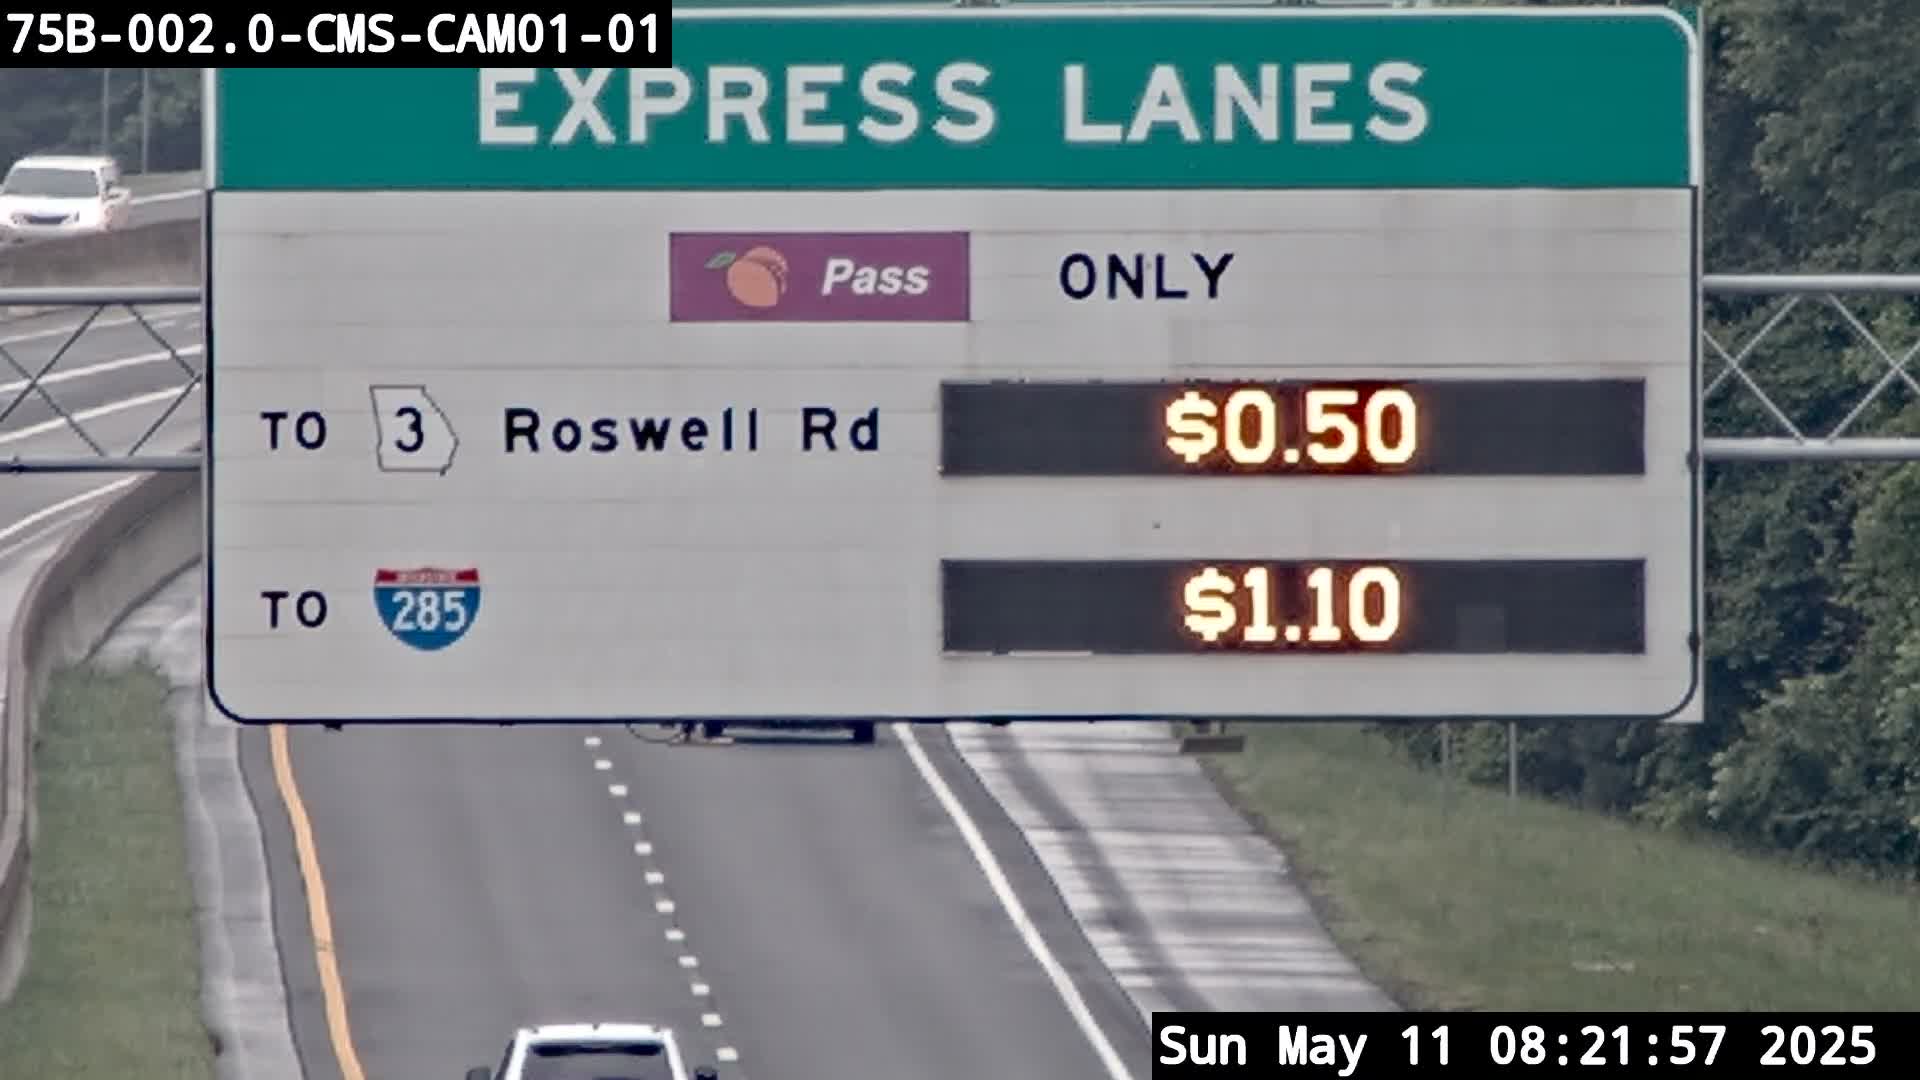 75B-002.0-CMS-CAM01-01
EXPRESS LANES
Pass ONLY
TO 3 Roswell Rd $0.50
TO 285 $1.10
Sun May 11 08:21:57 2025